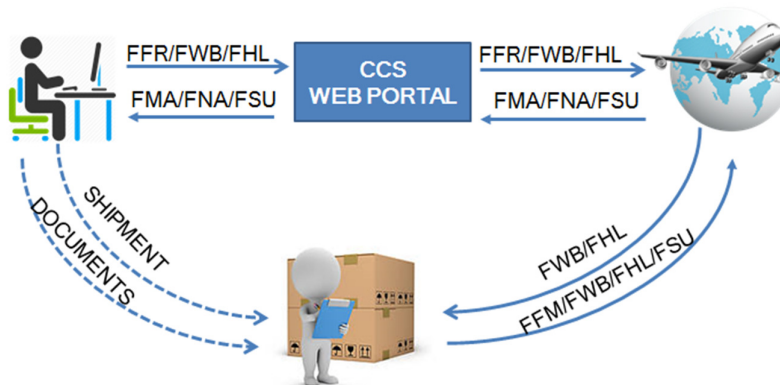 FFR/FWB/FHL
FMA/FNA/FSU
CCS
WEB PORTAL
FFR/FWB/FHL
FMA/FNA/FSU
SHIPMENT
DOCUMENTS
FWB/FHL
FFM/FWB/FHL/FSU